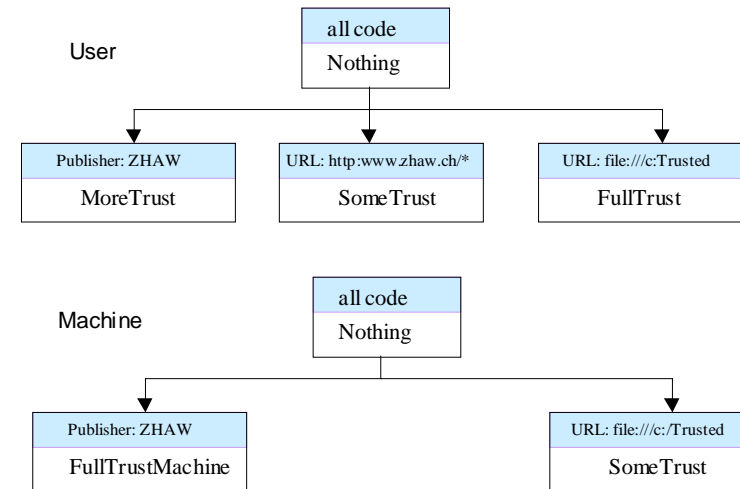 all code
User
Nothing
Publisher: ZHAW
URL: http:www.zhaw.ch/*
URL: file:///c:Trusted
MoreTrust
SomeTrust
FullTrust
all code
Machine
Nothing
Publisher: ZHAW
URL: file:///c:/Trusted
FullTrustMachine
SomeTrust